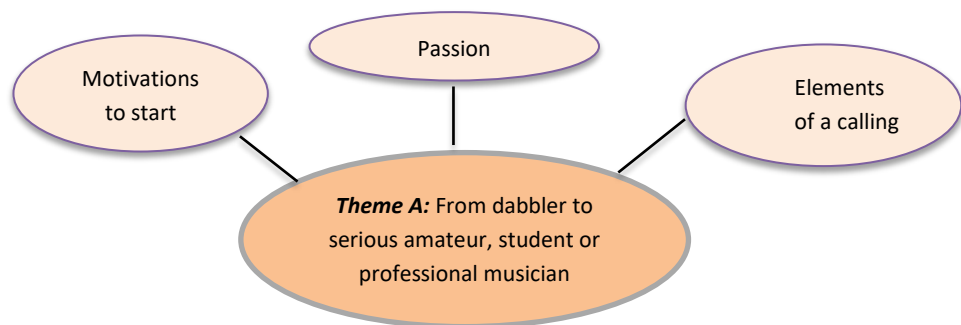 Motivations
to start
Passion
Elements
of a calling
Theme A: From dabbler to
serious amateur, student or
professional musician